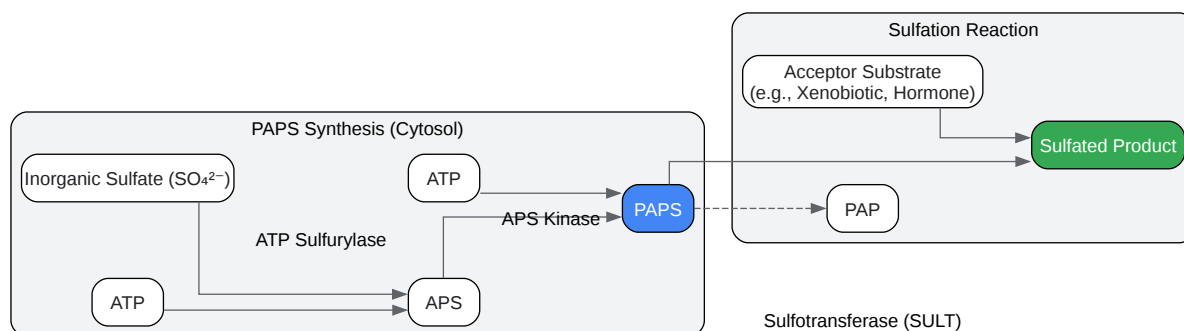 Sulfation Reaction
Acceptor Substrate
(e.g., Xenobiotic, Hormone)
PAPS Synthesis (Cytosol)
Sulfated Product
Inorganic Sulfate (SO₄²⁻)
ATP
PAPS
PAP
APS Kinase
ATP Sulfurylase
ATP
APS
Sulfotransferase (SULT)